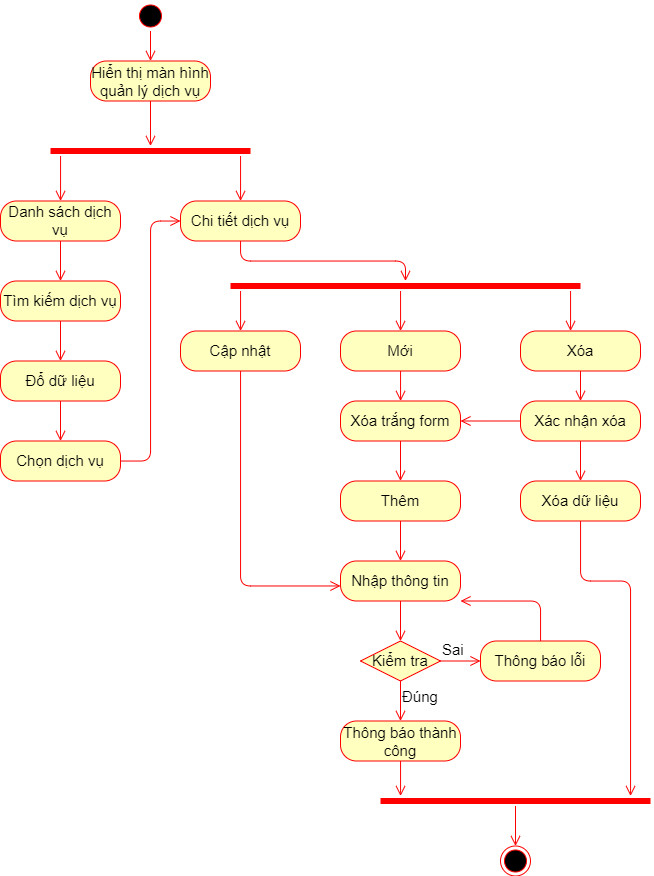 Hiển thị màn hình
quản lý dịch vụ
Danh sách dịch
vụ
Chi tiết dịch vụ
Tìm kiếm dịch vụ
Đổ dữ liệu
Chọn dịch vụ
Cập nhật
Mới
Xóa
Xóa trắng form
Xác nhận xóa
Thêm
Xóa dữ liệu
Nhập thông tin
Kiểm tra
Sai
Thông báo lỗi
Đúng
Thông báo thành
công